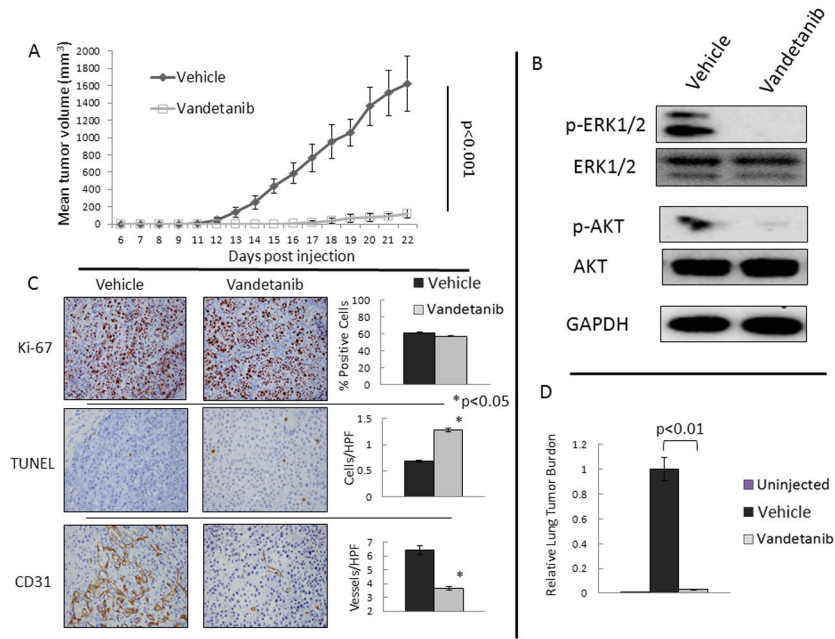 A
Mean tumor volume (mm³)
2000
1800
1600
1400
1200
1000
800
600
400
200
0
Vehicle
Vandetanib
p<0.001
6 7 8 9 11 12 13 14 15 16 17 18 19 20 21 22
Days post injection
B
Vehicle
Vandetanib
p-ERK1/2
ERK1/2
p-AKT
AKT
GAPDH
C
Vehicle
Vandetanib
Vehicle
Vandetanib
Ki-67
% Positive Cells
100
80
60
40
20
0
*p<0.05
TUNEL
Cells/HPF
1.5
1
0.5
0
*
CD31
Vessels/HPF
7
6
5
4
3
2
*
D
Relative Lung Tumor Burdon
1.2
1
0.8
0.6
0.4
0.2
0
p<0.01
Uninjected
Vehicle
Vandetanib